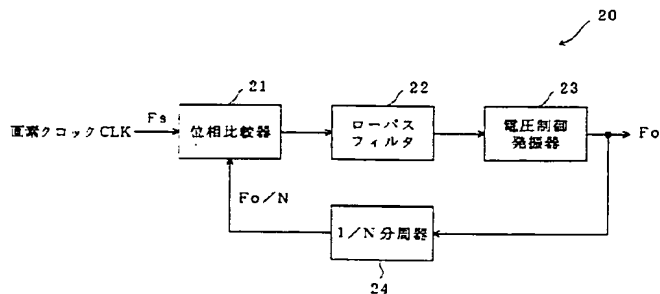 20
21
22
23
画素クロックCLK
Fs
位相比較器
ローパス
フィルタ
電圧制御
発振器
Fo
Fo/N
1/N分周器
24